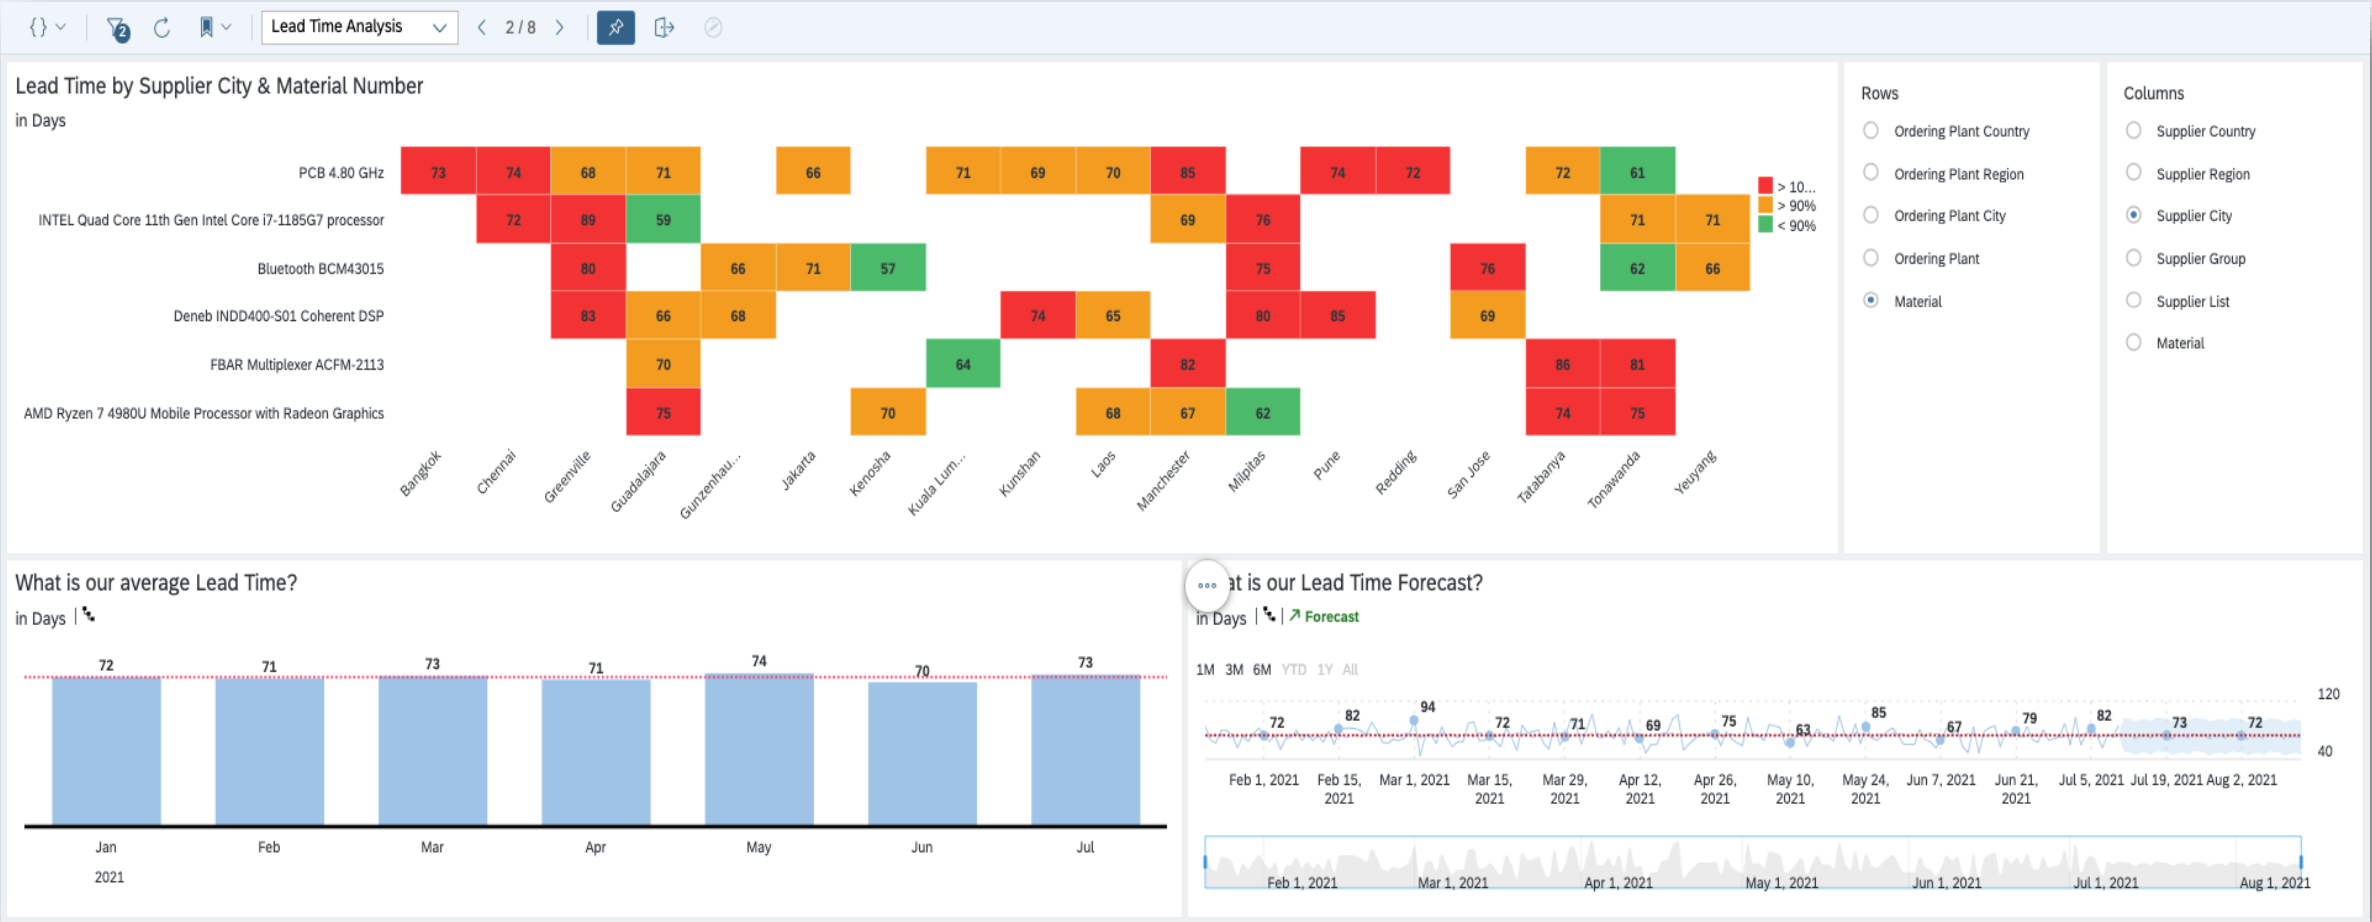 {} 2 Lead Time Analysis 2 / 8
Lead Time by Supplier City & Material Number
in Days
PCB 4.80 GHz 73 74 68 71 66 71 69 70 85 74 72 72 61
INTEL Quad Core 11th Gen Intel Core i7-1185G7 processor 72 89 59 69 76 71 71
Bluetooth BCM43015 80 66 71 57 75 76 62 66
Deneb INDD400-S01 Coherent DSP 83 66 68 74 65 80 85 69
FBAR Multiplexer ACFM-2113 70 64 82 86 81
AMD Ryzen 7 4980U Mobile Processor with Radeon Graphics 75 70 68 67 62 74 75
Bangkok Chennai Greenville Guadalajara Gunzenhau... Jakarta Kenosha Kuala Lum... Kunshan Laos Manchester Milpitas Pune Redding San Jose Tatabanya Tonawanda Yeuyang
> 10...
> 90%
< 90%
Rows
Ordering Plant Country
Ordering Plant Region
Ordering Plant City
Ordering Plant
Material
Columns
Supplier Country
Supplier Region
Supplier City
Supplier Group
Supplier List
Material
What is our average Lead Time?
in Days
72 71 73 71 74 70 73
Jan Feb Mar Apr May Jun Jul
2021
at is our Lead Time Forecast?
in Days Forecast
1M 3M 6M YTD 1Y All
120
40
72 82 94 72 71 69 75 63 85 67 79 82 73 72
Feb 1, 2021 Feb 15, 2021 Mar 1, 2021 Mar 15, 2021 Mar 29, 2021 Apr 12, 2021 Apr 26, 2021 May 10, 2021 May 24, 2021 Jun 7, 2021 Jun 21, 2021 Jul 5, 2021 Jul 19, 2021 Aug 2, 2021
Feb 1, 2021 Mar 1, 2021 Apr 1, 2021 May 1, 2021 Jun 1, 2021 Jul 1, 2021 Aug 1, 2021